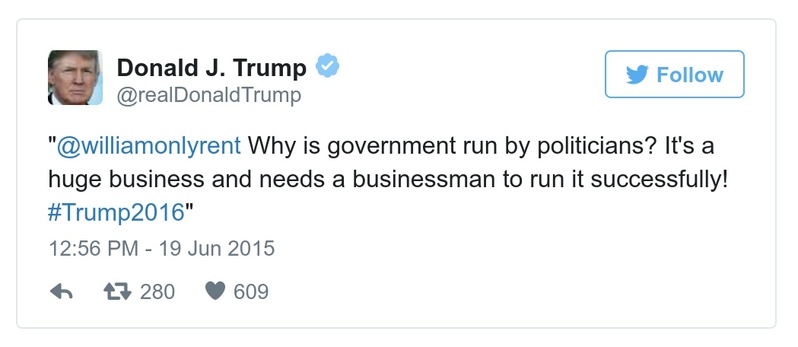 Donald J. Trump
@realDonaldTrump
Follow
"@williamonlyrent Why is government run by politicians? It's a
huge business and needs a businessman to run it successfully!
#Trump2016"
12:56 PM - 19 Jun 2015
280 609